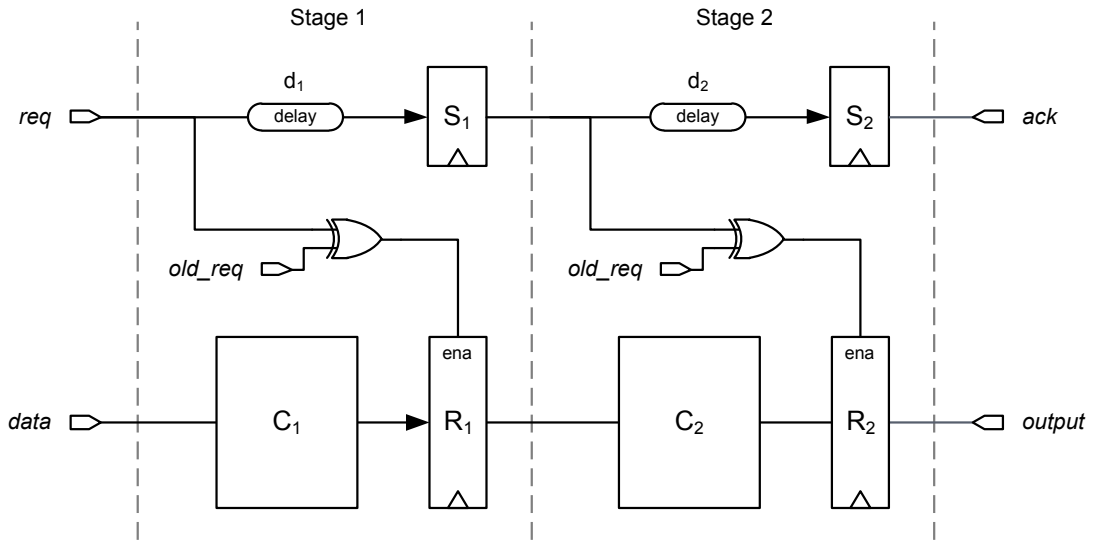 Stage 1
Stage 2
d₁
d₂
req
delay
S₁
delay
S₂
ack
old_req
old_req
ena
ena
data
C₁
R₁
C₂
R₂
output